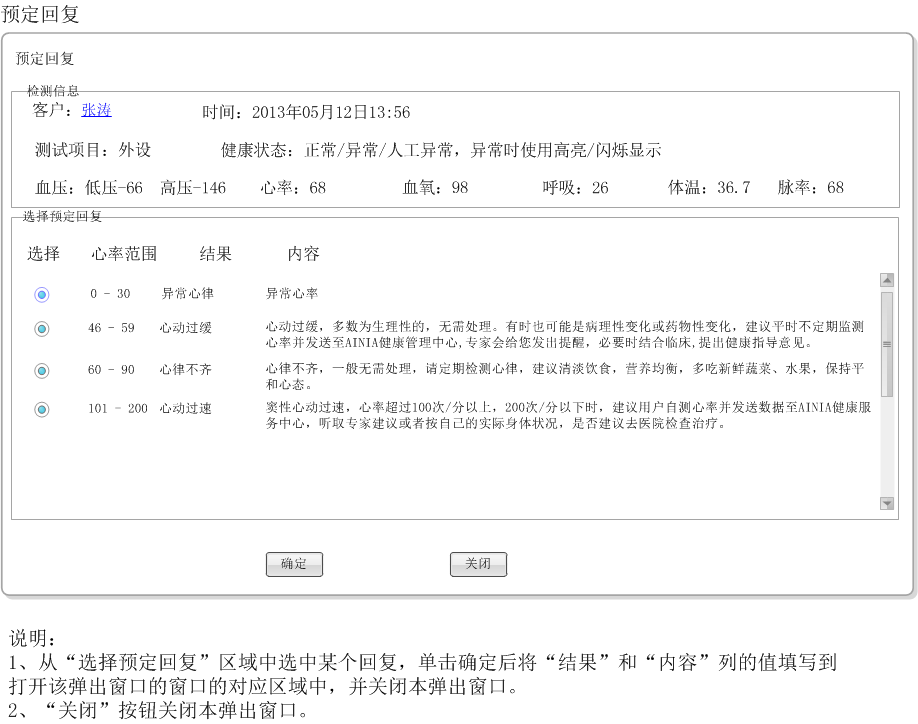 预定回复
预定回复
检测信息
客户：张涛 时间：2013年05月12日13:56
测试项目：外设 健康状态：正常/异常/人工异常，异常时使用高亮/闪烁显示
血压：低压-66 高压-146 心率：68 血氧：98 呼吸：26 体温：36.7 脉率：68
选择预定回复
选择 心率范围 结果 内容
0 - 30 异常心律 异常心率
46 - 59 心动过缓 心动过缓，多数为生理性的，无需处理。有时也可能是病理性变化或药物性变化，建议平时不定期监测
心率并发送至AINIA健康管理中心,专家会给您发出提醒，必要时结合临床,提出健康指导意见。
60 - 90 心律不齐 心律不齐，一般无需处理，请定期检测心律，建议清淡饮食，营养均衡，多吃新鲜蔬菜、水果，保持平
和心态。
101 - 200 心动过速 窦性心动过速，心率超过100次/分以上，200次/分以下时，建议用户自测心率并发送数据至AINIA健康服
务中心，听取专家建议或者按自己的实际身体状况，是否建议去医院检查治疗。
确定 关闭
说明：
1、从“选择预定回复”区域中选中某个回复，单击确定后将“结果”和“内容”列的值填写到
打开该弹出窗口的窗口的对应区域中，并关闭本弹出窗口。
2、“关闭”按钮关闭本弹出窗口。